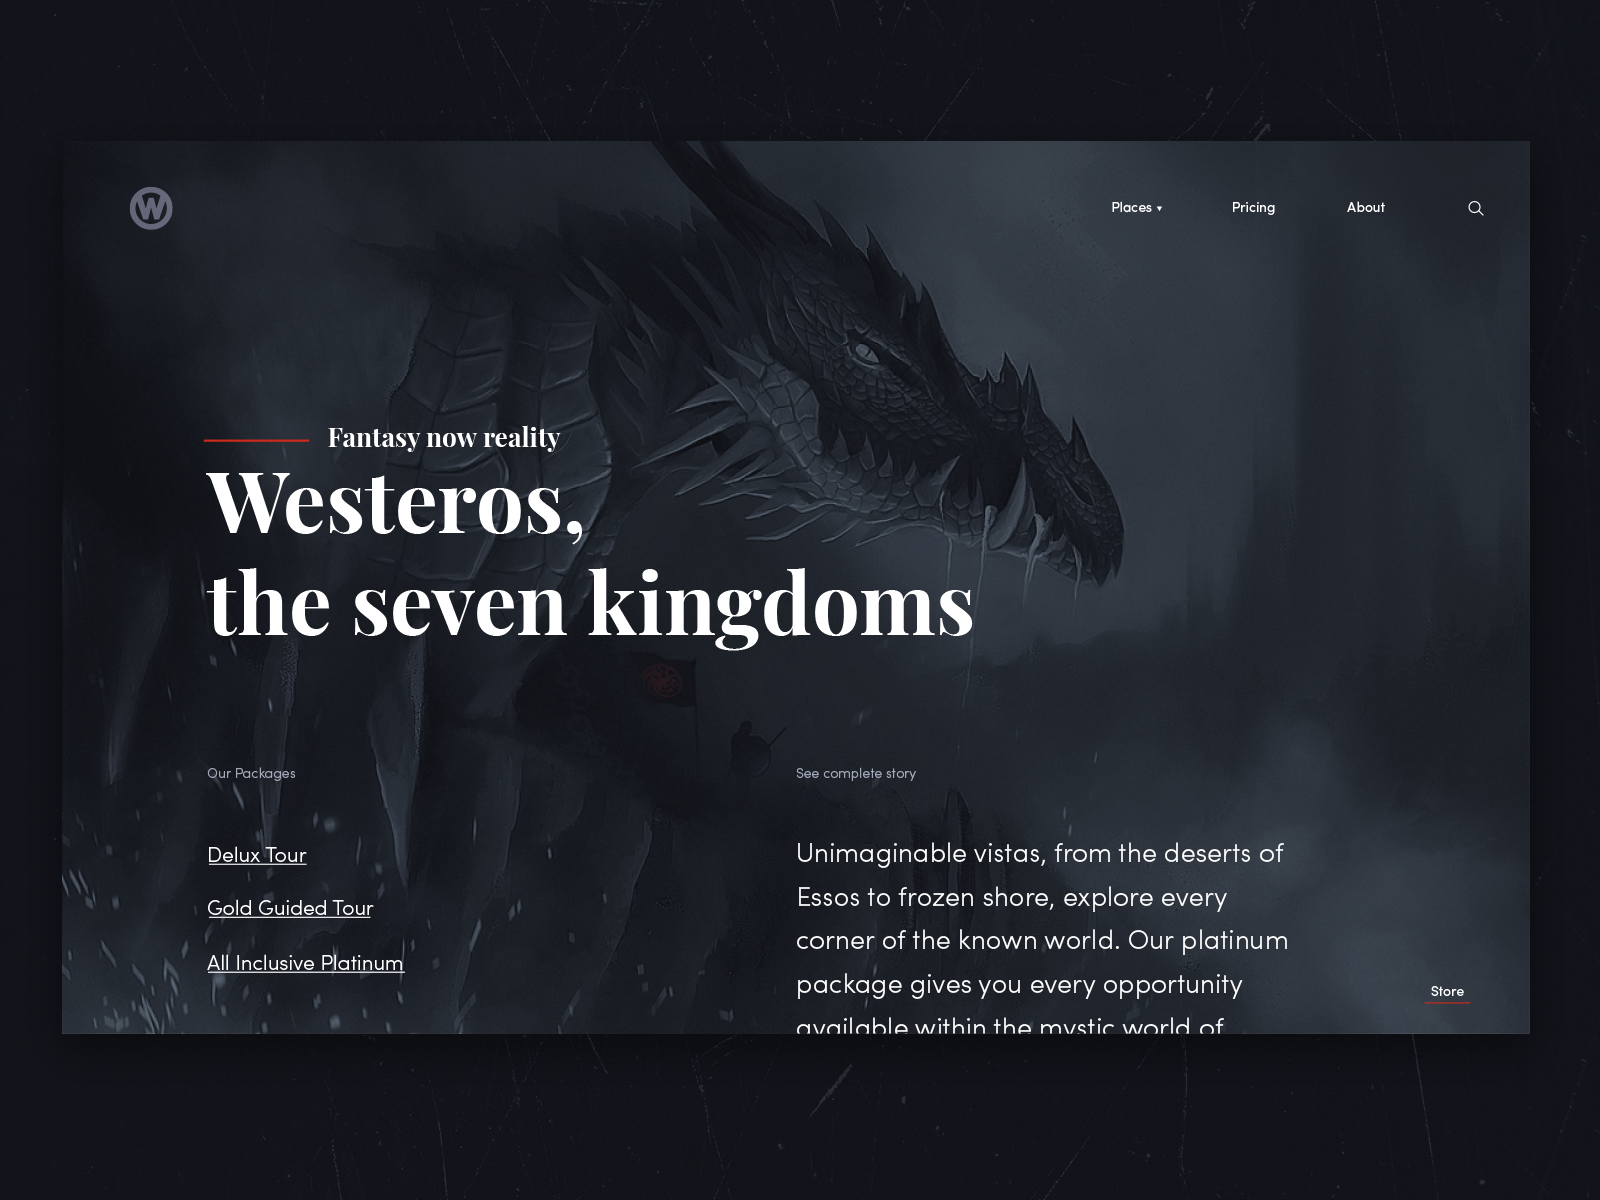 W
Places
Pricing
About
Fantasy now reality
Westeros,
the seven kingdoms
Our Packages
Delux Tour
Gold Guided Tour
All Inclusive Platinum
See complete story
Unimaginable vistas, from the deserts of
Essos to frozen shore, explore every
corner of the known world. Our platinum
package gives you every opportunity
available within the mystic world of
Store